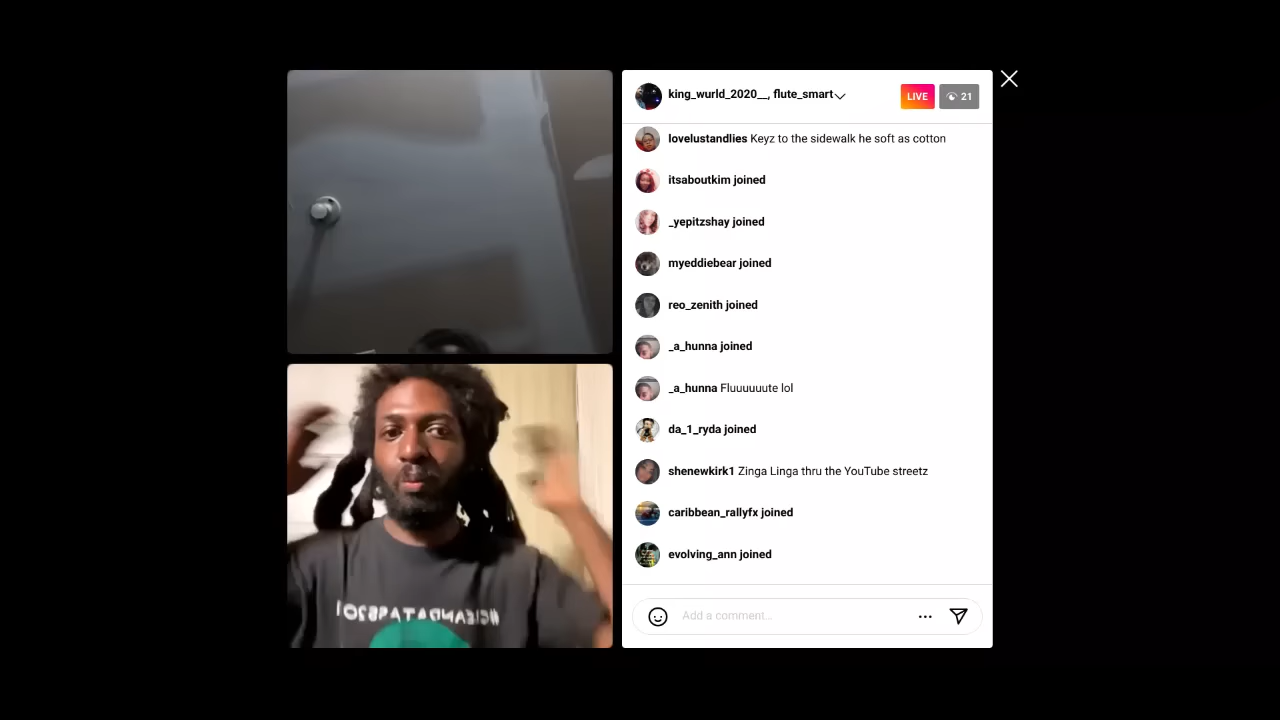 king_wurld_2020__, flute_smart
LIVE
21
lovelustandlies Keyz to the sidewalk he soft as cotton
itsaboutkim joined
_yepitzshay joined
myeddiebear joined
reo_zenith joined
_a_hunna joined
_a_hunna Fluuuuuute lol
da_1_ryda joined
shenewkirk1 Zinga Linga thru the YouTube streetz
caribbean_rallyfx joined
evolving_ann joined
Add a comment...